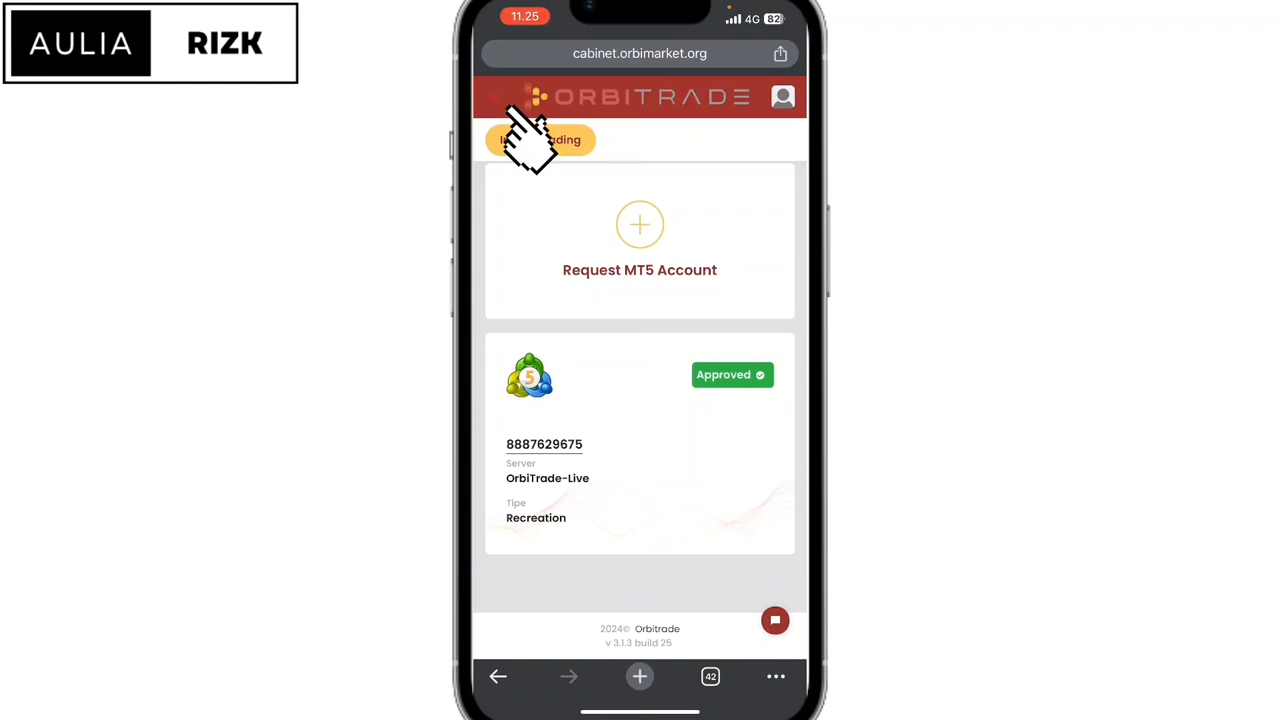 AULIA RIZK
11.25
4G 82
cabinet.orbimarket.org
ORBITRADE
Request MT5 Account
5
Approved
8887629675
Server
OrbiTrade-Live
Tipe
Recreation
2024© Orbitrade
v 3.1.3 build 25
42